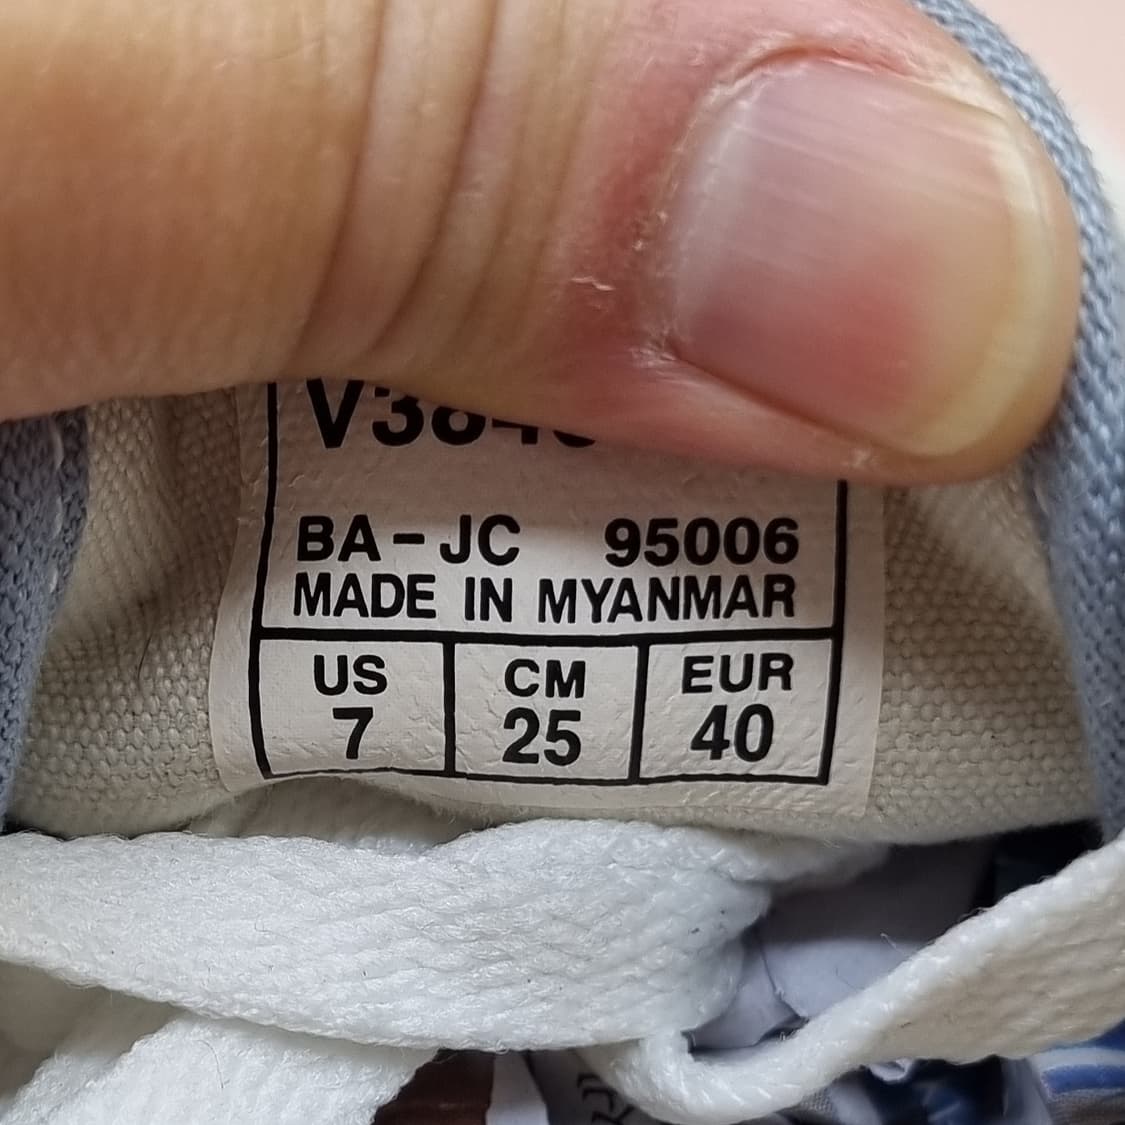 BA-JC 95006
MADE IN MYANMAR
US CM EUR
7 25 40